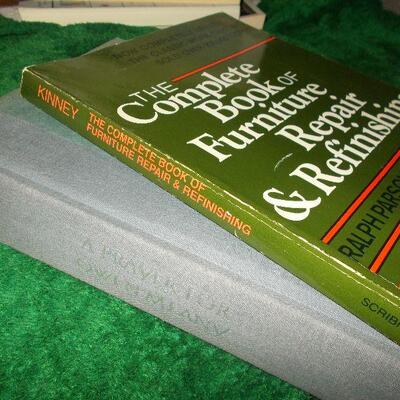 THE
Complete
Book OF
Furniture
Repair
& Refinishing
RALPH PARSO
SCRIB
KINNEY
THE COMPLETE BOOK OF
FURNITURE REPAIR & REFINISHING
A PRAYER FOR
OWEN MEANY